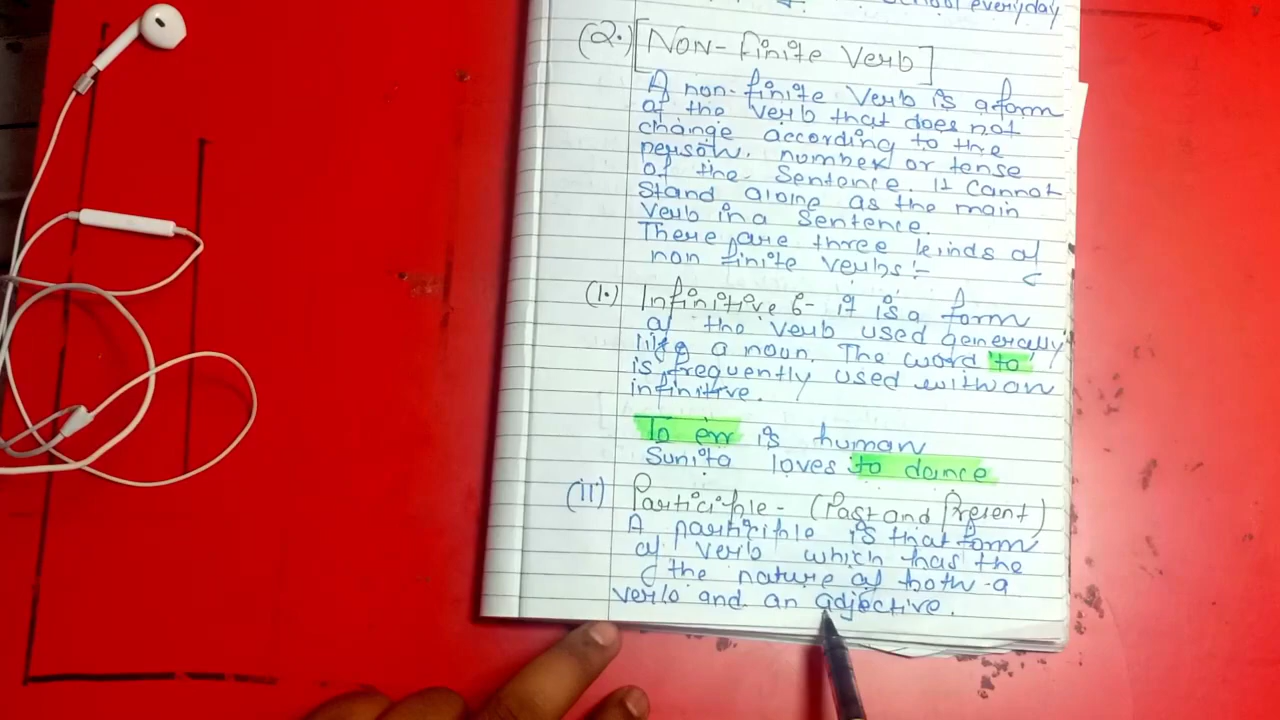 School everyday
(2.) [Non-finite Verb]
A non-finite Verb is a form
of the verb that does not
change according to the
person, number or tense
of the Sentence. It cannot
Stand alone as the main
Verb in a Sentence.
There are three kinds of
non finite verbs:-
(I.) Infinitive :- it is a form
of the verb used generally
like a noun. The word 'to'
is frequently used with an
infinitive.
To err is human
Sunita loves to dance
(ii) Participle - (Past and Present)
A participle is that form
of verb which has the
of the nature of both - a
verb and an adjective.